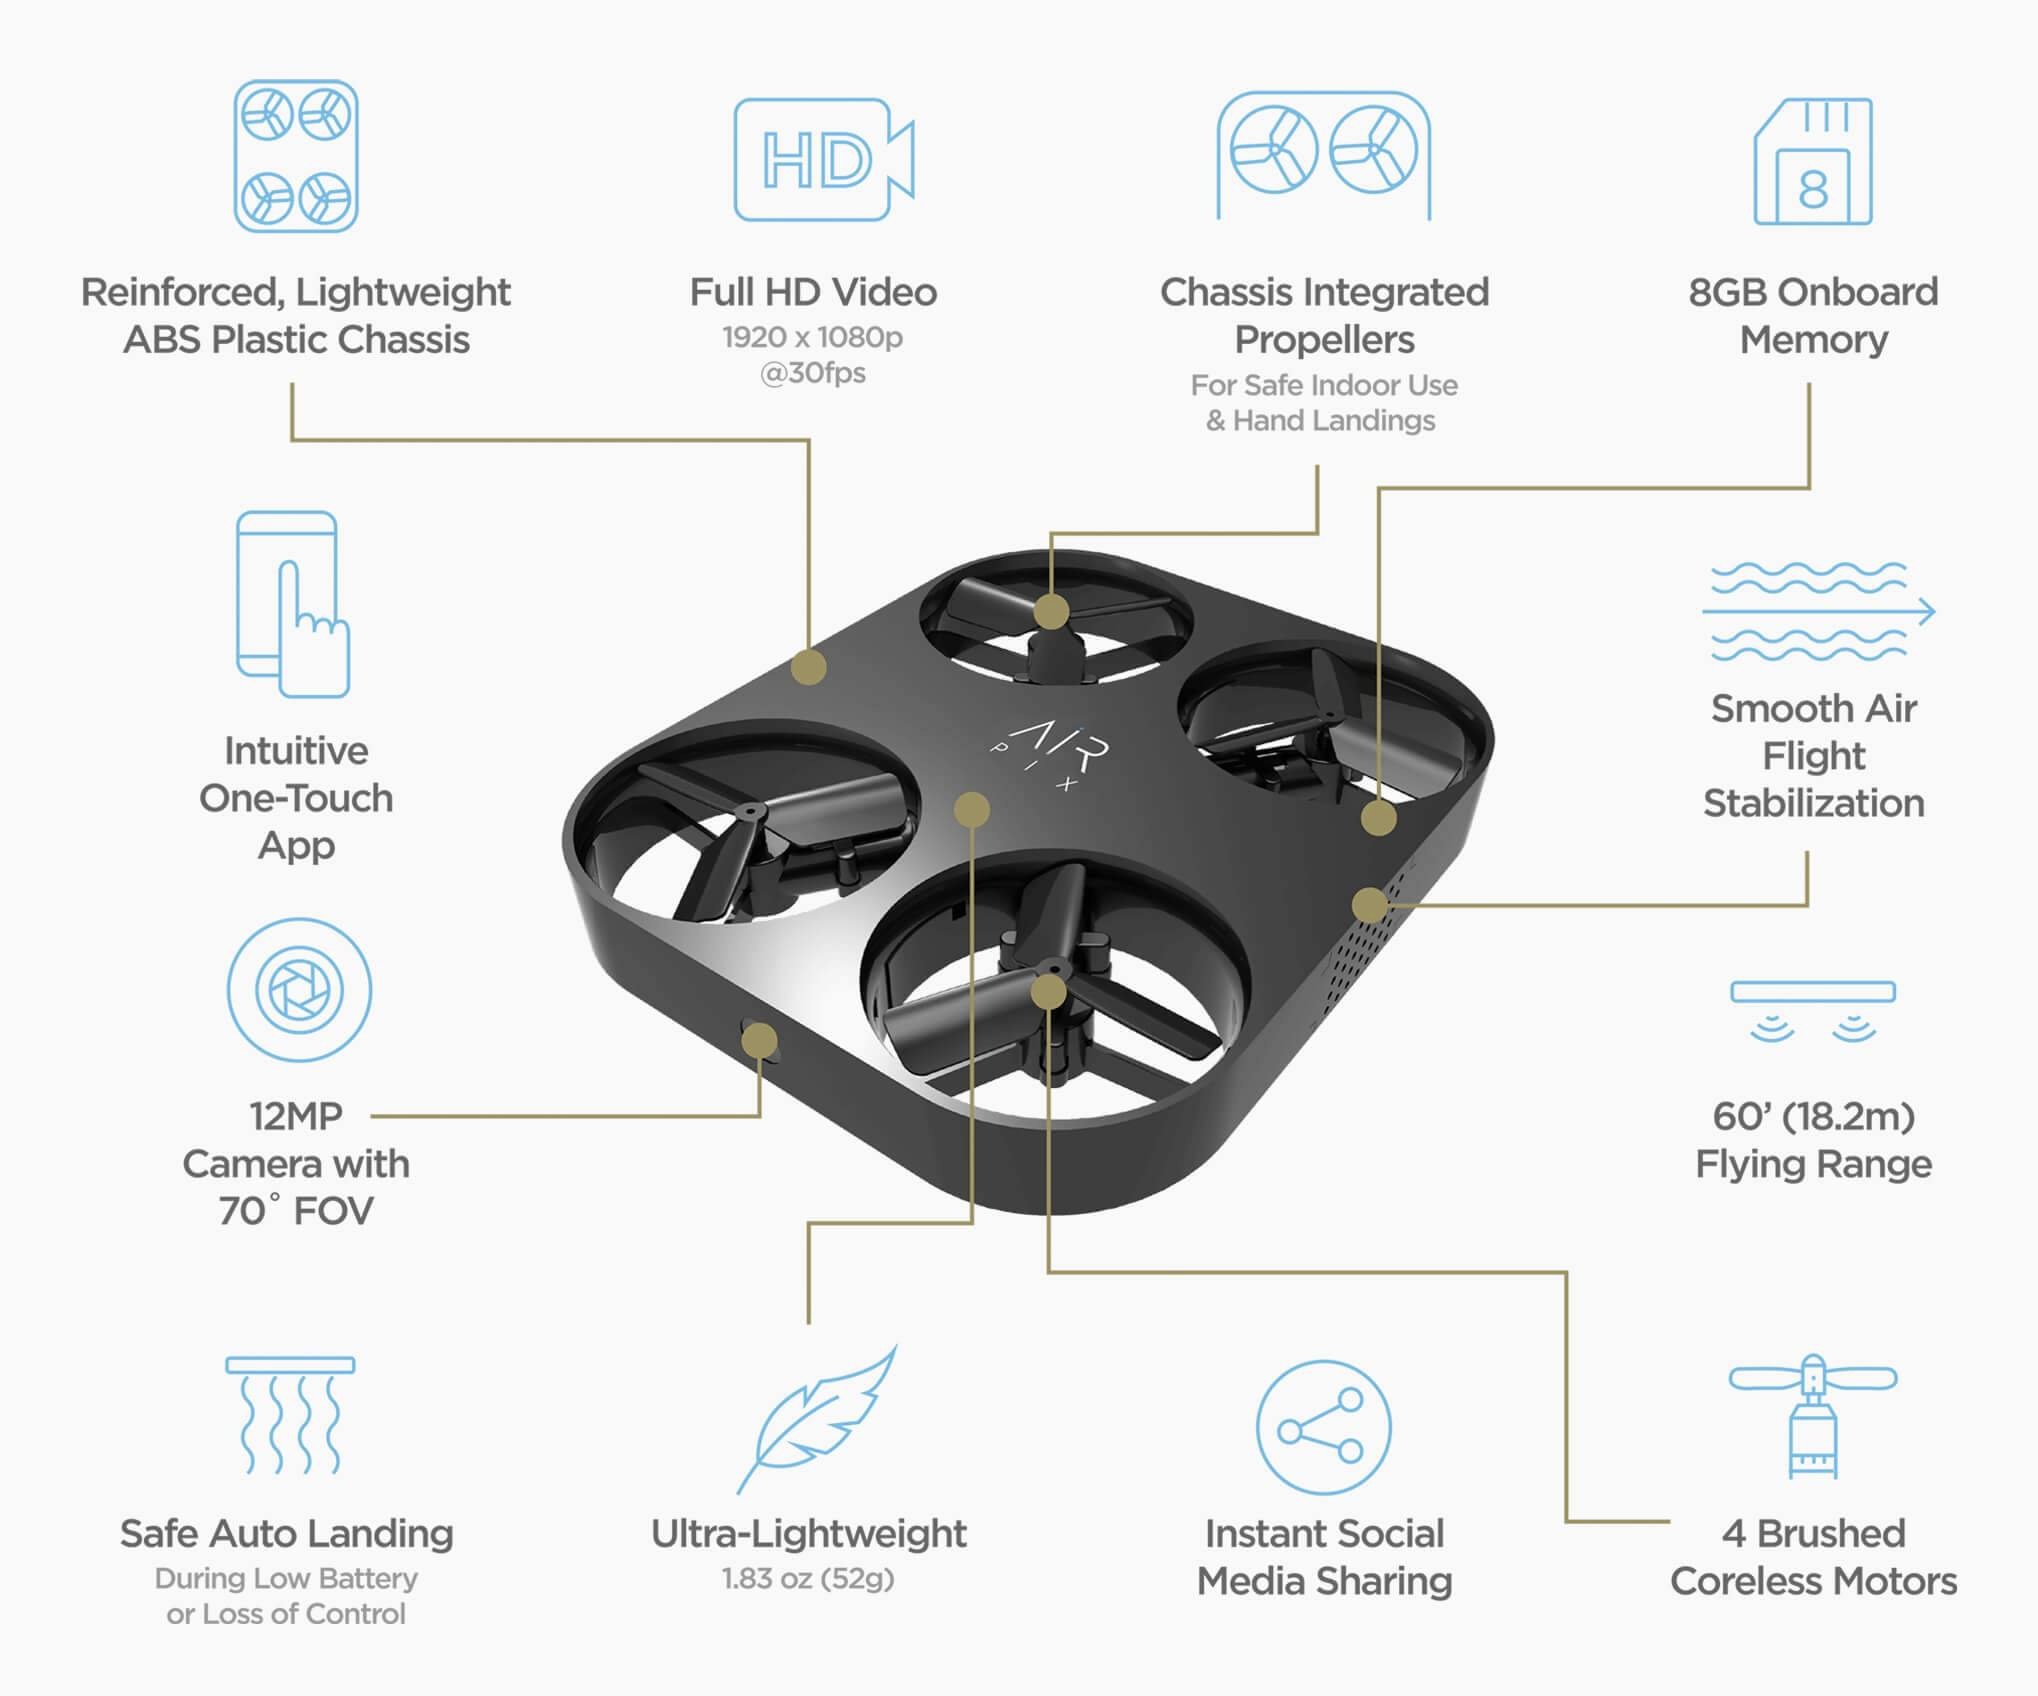 HD
8
Reinforced, Lightweight
ABS Plastic Chassis
Full HD Video
1920 x 1080p
@30fps
Chassis Integrated
Propellers
For Safe Indoor Use
& Hand Landings
8GB Onboard
Memory
Intuitive
One-Touch
App
AIR
PIX
Smooth Air
Flight
Stabilization
12MP
Camera with
70° FOV
60’ (18.2m)
Flying Range
Safe Auto Landing
During Low Battery
or Loss of Control
Ultra-Lightweight
1.83 oz (52g)
Instant Social
Media Sharing
4 Brushed
Coreless Motors